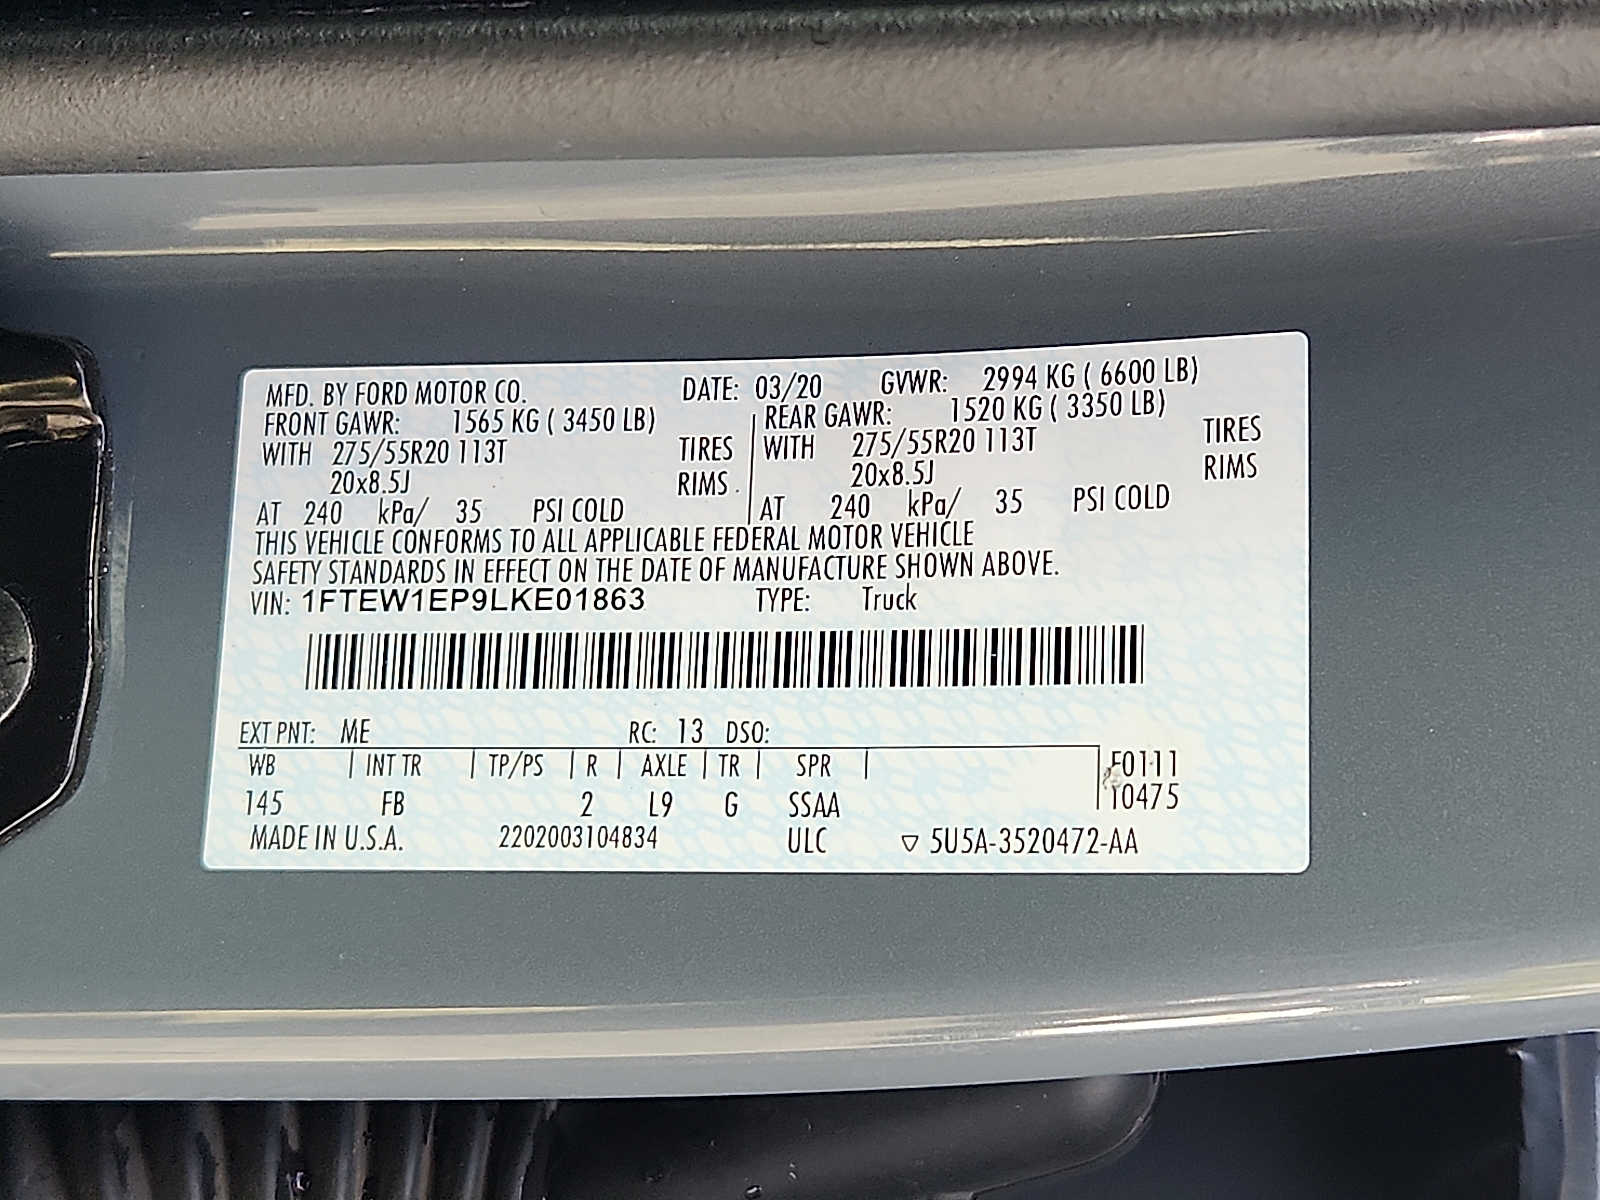 MFD. BY FORD MOTOR CO. DATE: 03/20 GVWR: 2994 KG ( 6600 LB)
FRONT GAWR: 1565 KG ( 3450 LB) REAR GAWR: 1520 KG ( 3350 LB)
WITH 275/55R20 113T TIRES WITH 275/55R20 113T TIRES
20x8.5J RIMS 20x8.5J RIMS
AT 240 kPa/ 35 PSI COLD AT 240 kPa/ 35 PSI COLD
THIS VEHICLE CONFORMS TO ALL APPLICABLE FEDERAL MOTOR VEHICLE
SAFETY STANDARDS IN EFFECT ON THE DATE OF MANUFACTURE SHOWN ABOVE.
VIN: 1FTEW1EP9LKE01863 TYPE: Truck
EXT PNT: ME RC: 13 DSO:
WB | INT TR | TP/PS | R | AXLE | TR | SPR | F0111
145 FB 2 L9 G SSAA 10475
MADE IN U.S.A. 2202003104834 ULC ▽ 5U5A-3520472-AA